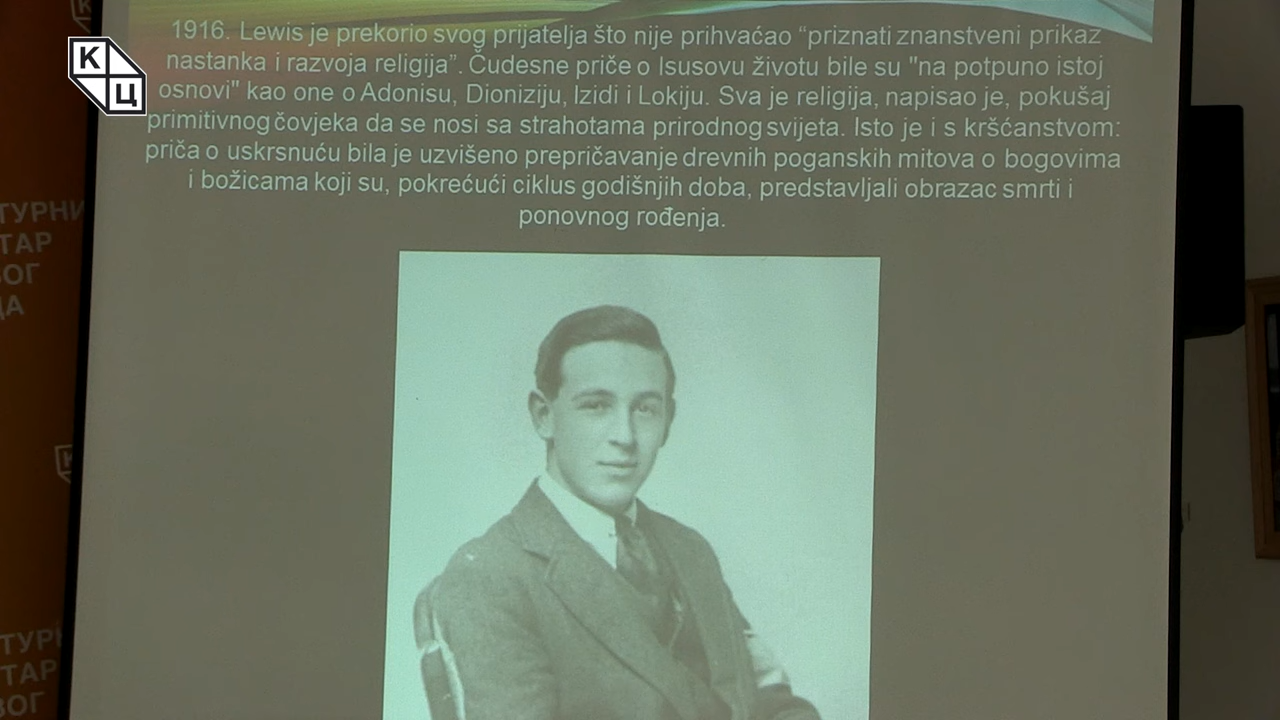 К
Ц
1916. Lewis je prekorio svog prijatelja što nije prihvaćao “priznati znanstveni prikaz
nastanka i razvoja religija”. Čudesne priče o Isusovu životu bile su "na potpuno istoj
osnovi" kao one o Adonisu, Dioniziju, Izidi i Lokiju. Sva je religija, napisao je, pokušaj
primitivnog čovjeka da se nosi sa strahotama prirodnog svijeta. Isto je i s kršćanstvom:
priča o uskrsnuću bila je uzvišeno prepričavanje drevnih poganskih mitova o bogovima
i božicama koji su, pokrećući ciklus godišnjih doba, predstavljali obrazac smrti i
ponovnog rođenja.